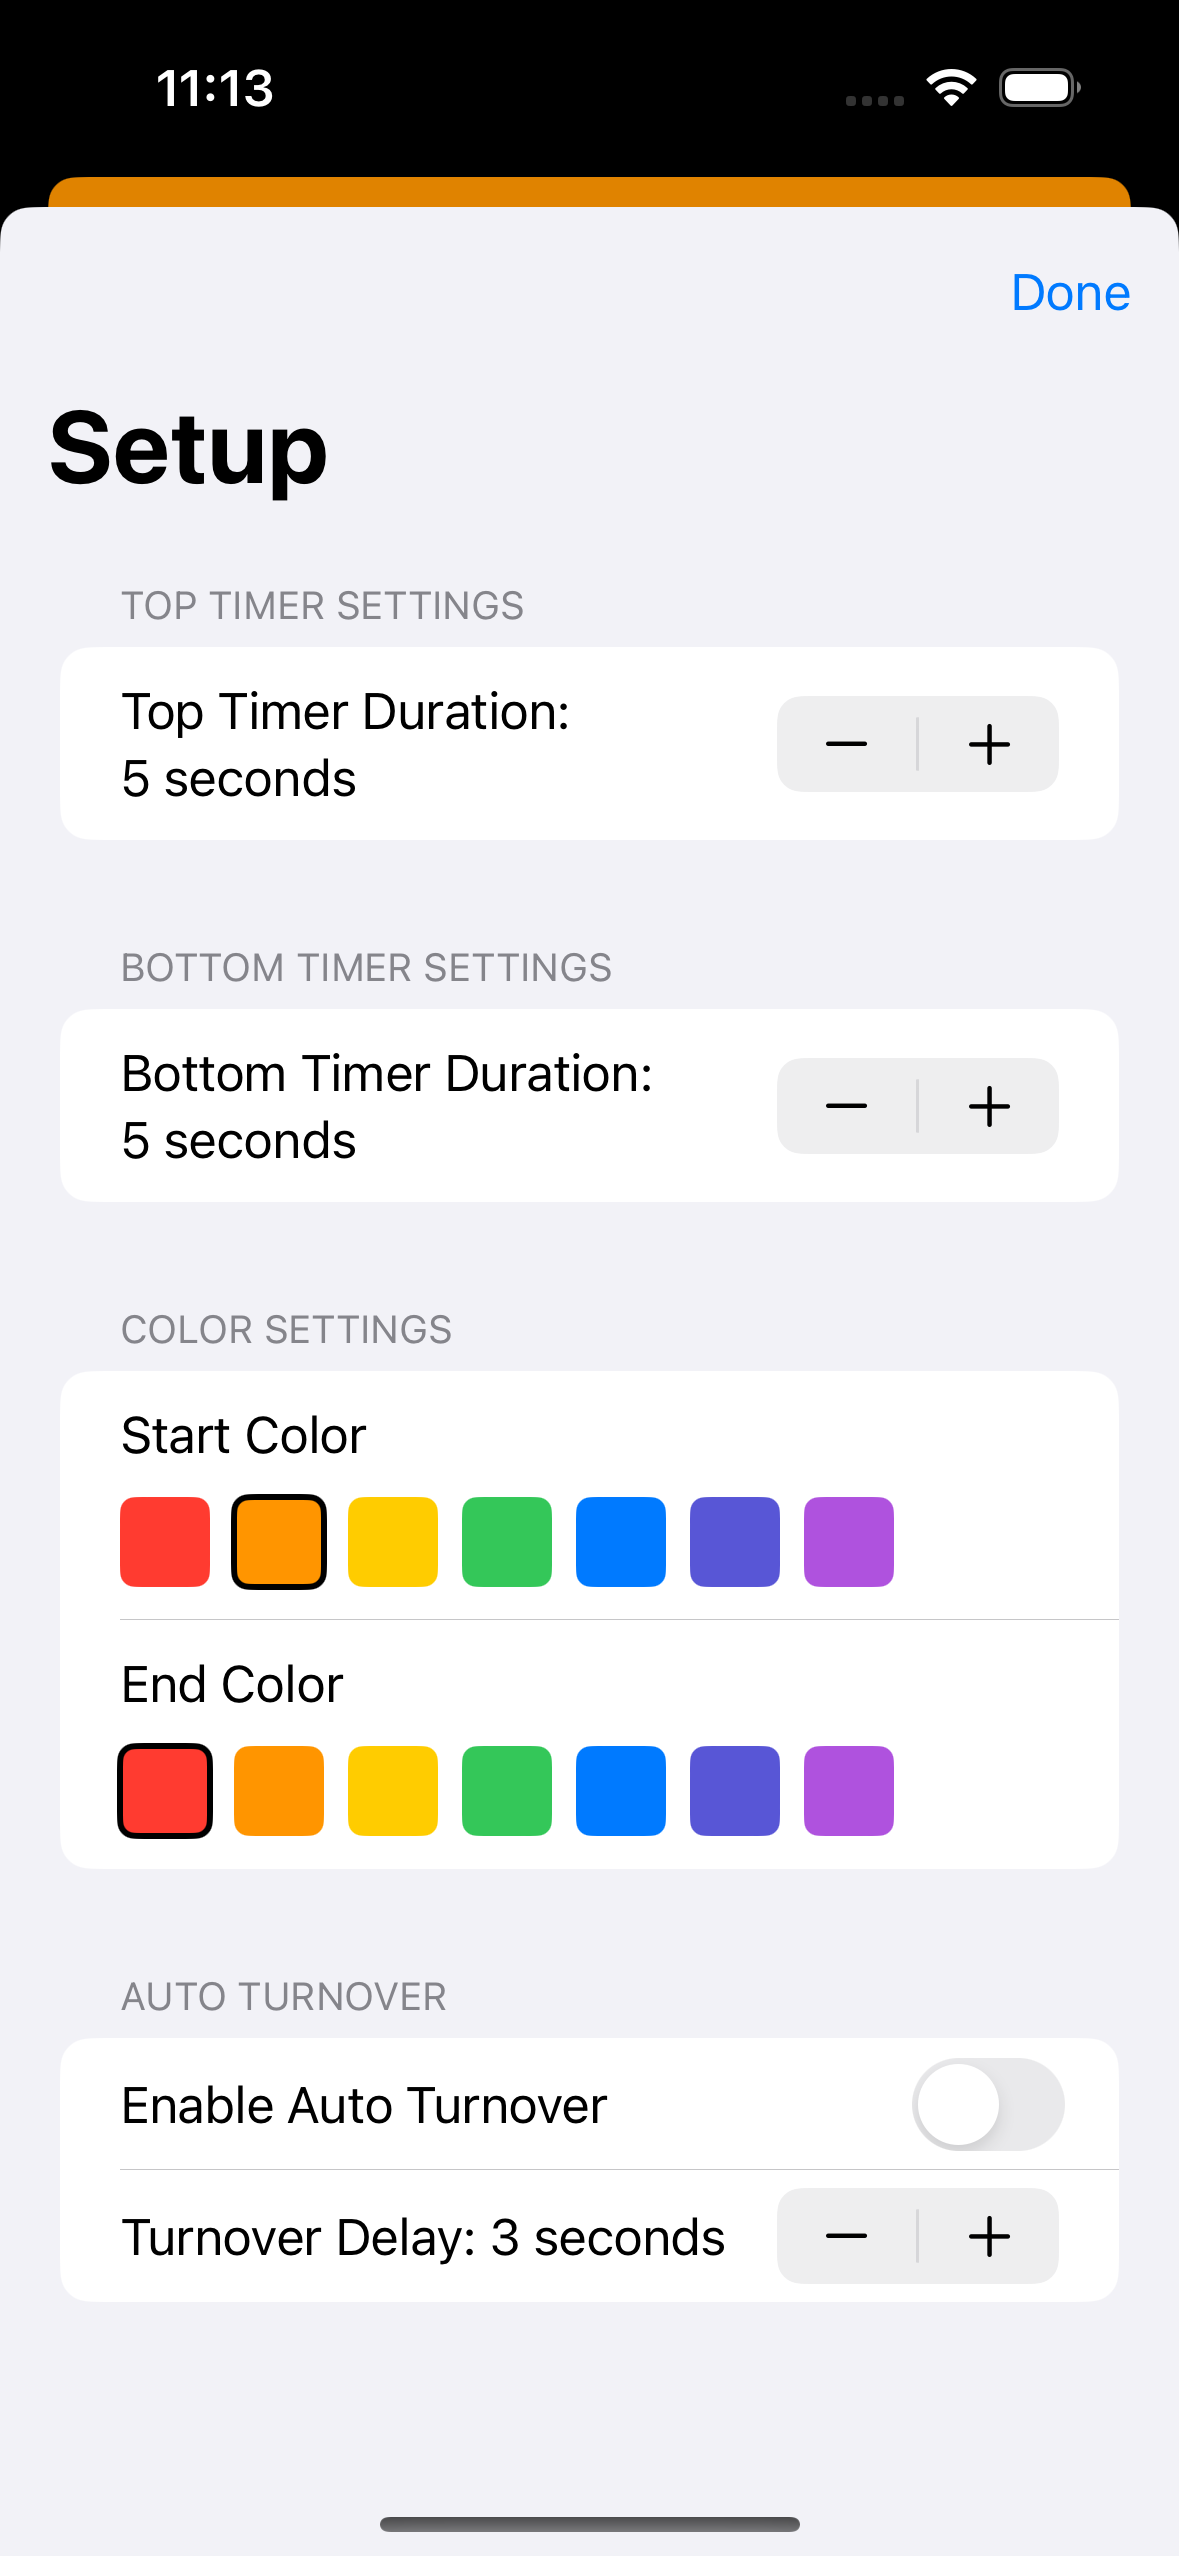 11:13
Done
Setup
TOP TIMER SETTINGS
Top Timer Duration:
5 seconds
BOTTOM TIMER SETTINGS
Bottom Timer Duration:
5 seconds
COLOR SETTINGS
Start Color
End Color
AUTO TURNOVER
Enable Auto Turnover
Turnover Delay: 3 seconds